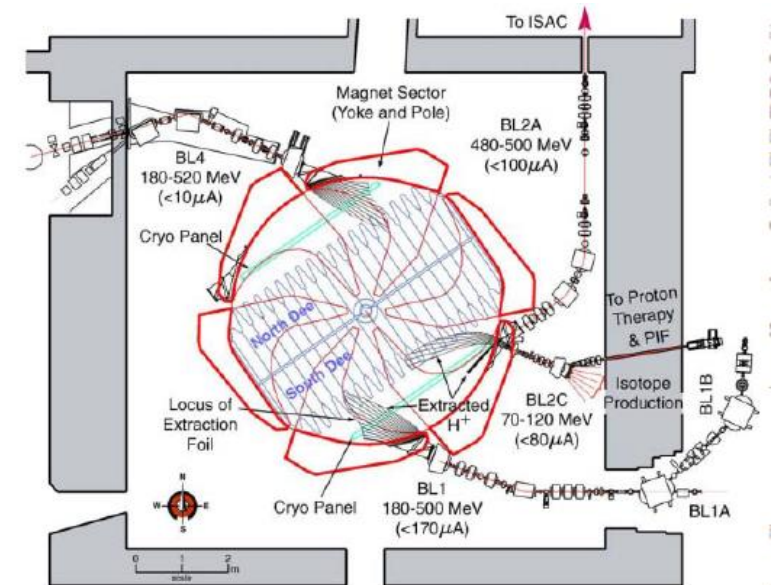 To ISAC
Magnet Sector
(Yoke and Pole)
BL2A
480-500 MeV
(<100μA)
BL4
180-520 MeV
(<10μA)
Cryo Panel
North Dee
South Dee
To Proton
Therapy
& PIF
Locus of
Extraction
Foil
Extracted
H+
BL2C
70-120 MeV
(<80μA)
Isotope
Production
BL1B
Cryo Panel
BL1
180-500 MeV
(<170μA)
BL1A
N
W E
S
0 1 2
m
scale